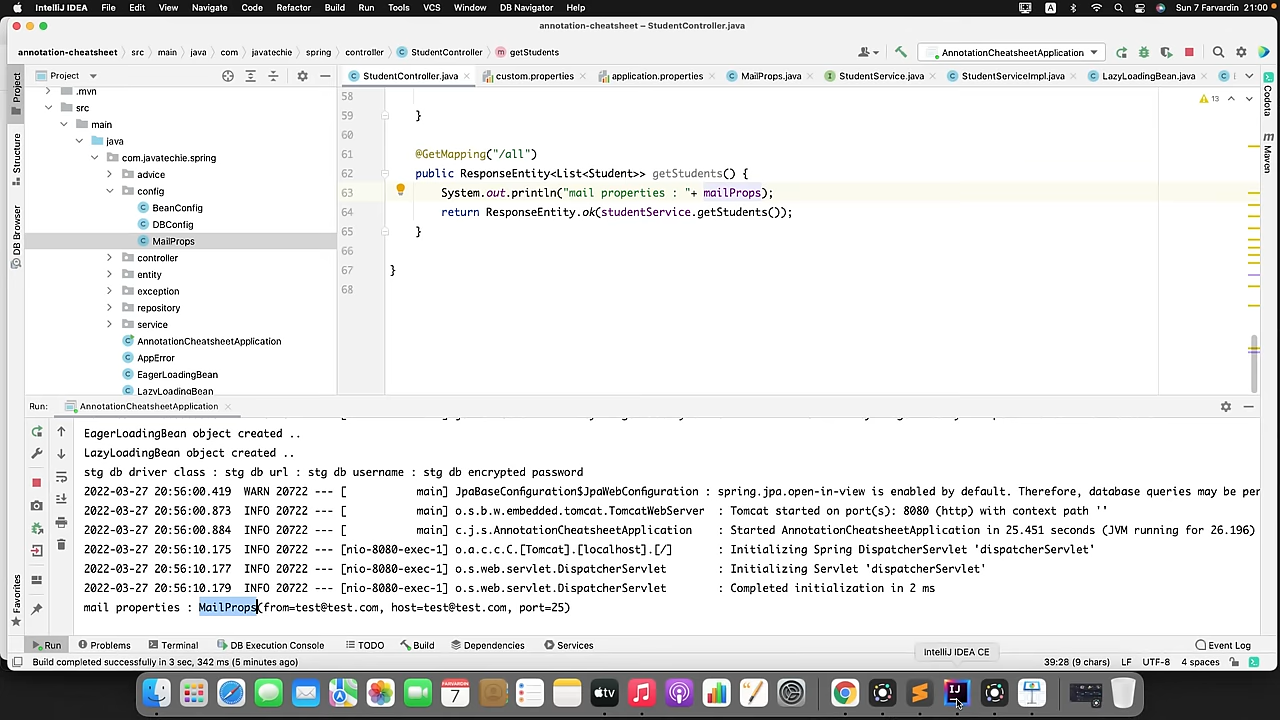 IntelliJ IDEA File Edit View Navigate Code Refactor Build Run Tools VCS Window DB Navigator Help A Sun 7 Farvardin 21:00
annotation-cheatsheet – StudentController.java
annotation-cheatsheet src main java com javatechie spring controller StudentController getStudents AnnotationCheatsheetApplication
Project StudentController.java custom.properties application.properties MailProps.java StudentService.java StudentServiceImpl.java LazyLoadingBean.java
Project
Structure
DB Browser
Favorites
Codota
Maven
.mvn
src
main
java
com.javatechie.spring
advice
config
BeanConfig
DBConfig
MailProps
controller
entity
exception
repository
service
AnnotationCheatsheetApplication
AppError
EagerLoadingBean
LazyLoadingBean
13
58
59 }
60
61 @GetMapping("/all")
62 public ResponseEntity<List<Student>> getStudents() {
63 System.out.println("mail properties : "+ mailProps);
64 return ResponseEntity.ok(studentService.getStudents());
65 }
66
67 }
68
Run: AnnotationCheatsheetApplication
EagerLoadingBean object created ..
LazyLoadingBean object created ..
stg db driver class : stg db url : stg db username : stg db encrypted password
2022-03-27 20:56:00.419 WARN 20722 --- [ main] JpaBaseConfiguration$JpaWebConfiguration : spring.jpa.open-in-view is enabled by default. Therefore, database queries may be per
2022-03-27 20:56:00.873 INFO 20722 --- [ main] o.s.b.w.embedded.tomcat.TomcatWebServer : Tomcat started on port(s): 8080 (http) with context path ''
2022-03-27 20:56:00.884 INFO 20722 --- [ main] c.j.s.AnnotationCheatsheetApplication : Started AnnotationCheatsheetApplication in 25.451 seconds (JVM running for 26.196)
2022-03-27 20:56:10.175 INFO 20722 --- [nio-8080-exec-1] o.a.c.c.C.[Tomcat].[localhost].[/] : Initializing Spring DispatcherServlet 'dispatcherServlet'
2022-03-27 20:56:10.177 INFO 20722 --- [nio-8080-exec-1] o.s.web.servlet.DispatcherServlet : Initializing Servlet 'dispatcherServlet'
2022-03-27 20:56:10.179 INFO 20722 --- [nio-8080-exec-1] o.s.web.servlet.DispatcherServlet : Completed initialization in 2 ms
mail properties : MailProps(from=test@test.com, host=test@test.com, port=25)
Run Problems Terminal DB Execution Console TODO Build Dependencies Services Event Log
IntelliJ IDEA CE
Build completed successfully in 3 sec, 342 ms (5 minutes ago) 39:28 (9 chars) LF UTF-8 4 spaces
FARVARDIN
7
tv
IJ